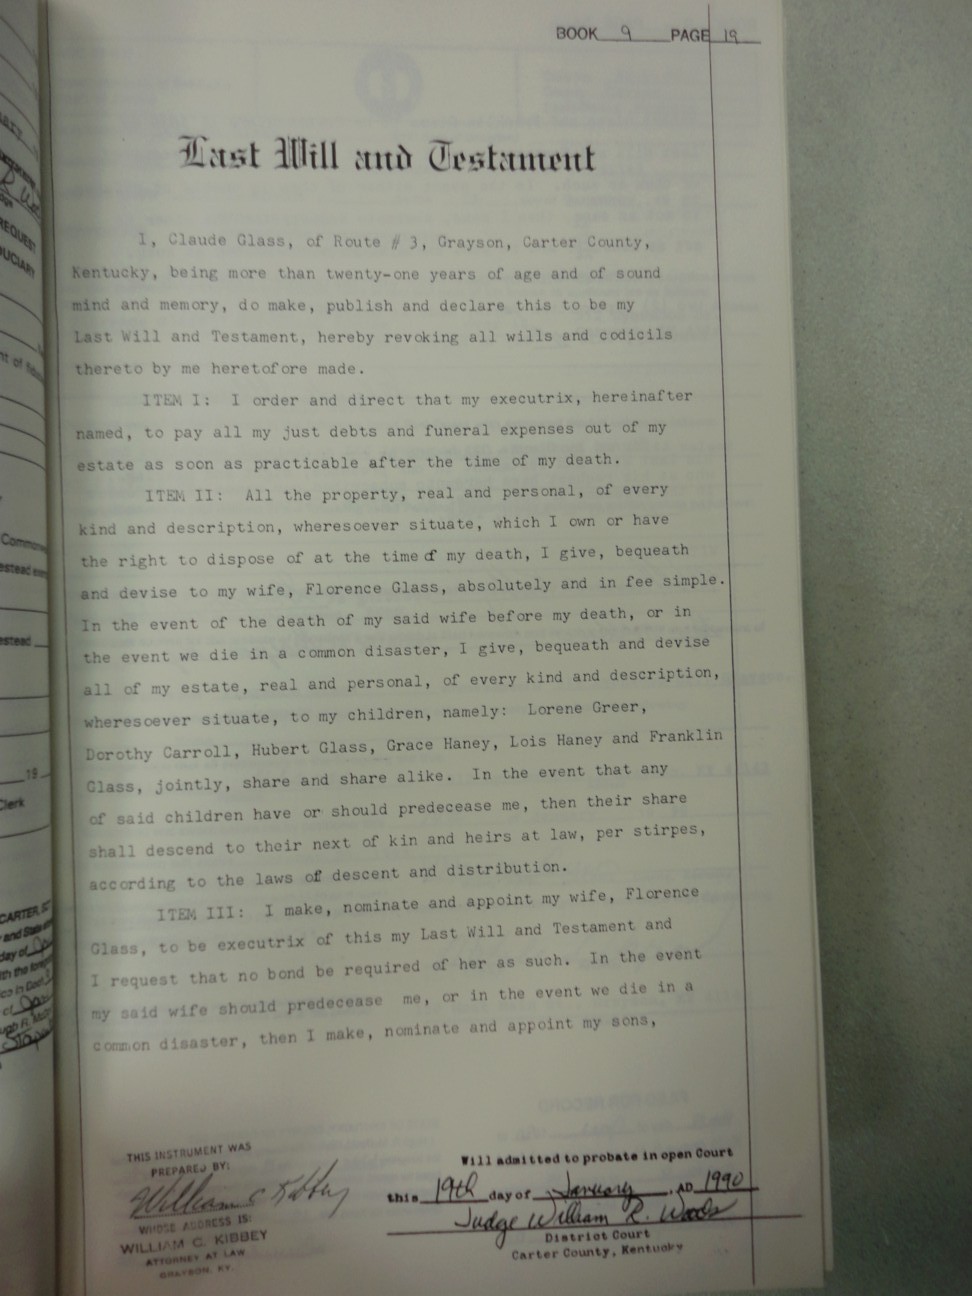 BOOK 9 PAGE 19
Last Will and Testament
I, Claude Glass, of Route # 3, Grayson, Carter County,
Kentucky, being more than twenty-one years of age and of sound
mind and memory, do make, publish and declare this to be my
Last Will and Testament, hereby revoking all wills and codicils
thereto by me heretofore made.
ITEM I: I order and direct that my executrix, hereinafter
named, to pay all my just debts and funeral expenses out of my
estate as soon as practicable after the time of my death.
ITEM II: All the property, real and personal, of every
kind and description, wheresoever situate, which I own or have
the right to dispose of at the time of my death, I give, bequeath
and devise to my wife, Florence Glass, absolutely and in fee simple.
In the event of the death of my said wife before my death, or in
the event we die in a common disaster, I give, bequeath and devise
all of my estate, real and personal, of every kind and description,
wheresoever situate, to my children, namely: Lorene Greer,
Dorothy Carroll, Hubert Glass, Grace Haney, Lois Haney and Franklin
Glass, jointly, share and share alike. In the event that any
of said children have or should predecease me, then their share
shall descend to their next of kin and heirs at law, per stirpes,
according to the laws of descent and distribution.
ITEM III: I make, nominate and appoint my wife, Florence
Glass, to be executrix of this my Last Will and Testament and
I request that no bond be required of her as such. In the event
my said wife should predecease me, or in the event we die in a
common disaster, then I make, nominate and appoint my sons,
THIS INSTRUMENT WAS
PREPARED BY:
William C Kibbey
WHOSE ADDRESS IS:
WILLIAM C. KIBBEY
ATTORNEY AT LAW
GRAYSON, KY.
Will admitted to probate in open Court
this 19th day of January, AD 1990
Judge William R. Woods
District Court
Carter County, Kentucky
REQUEST
19
Clerk